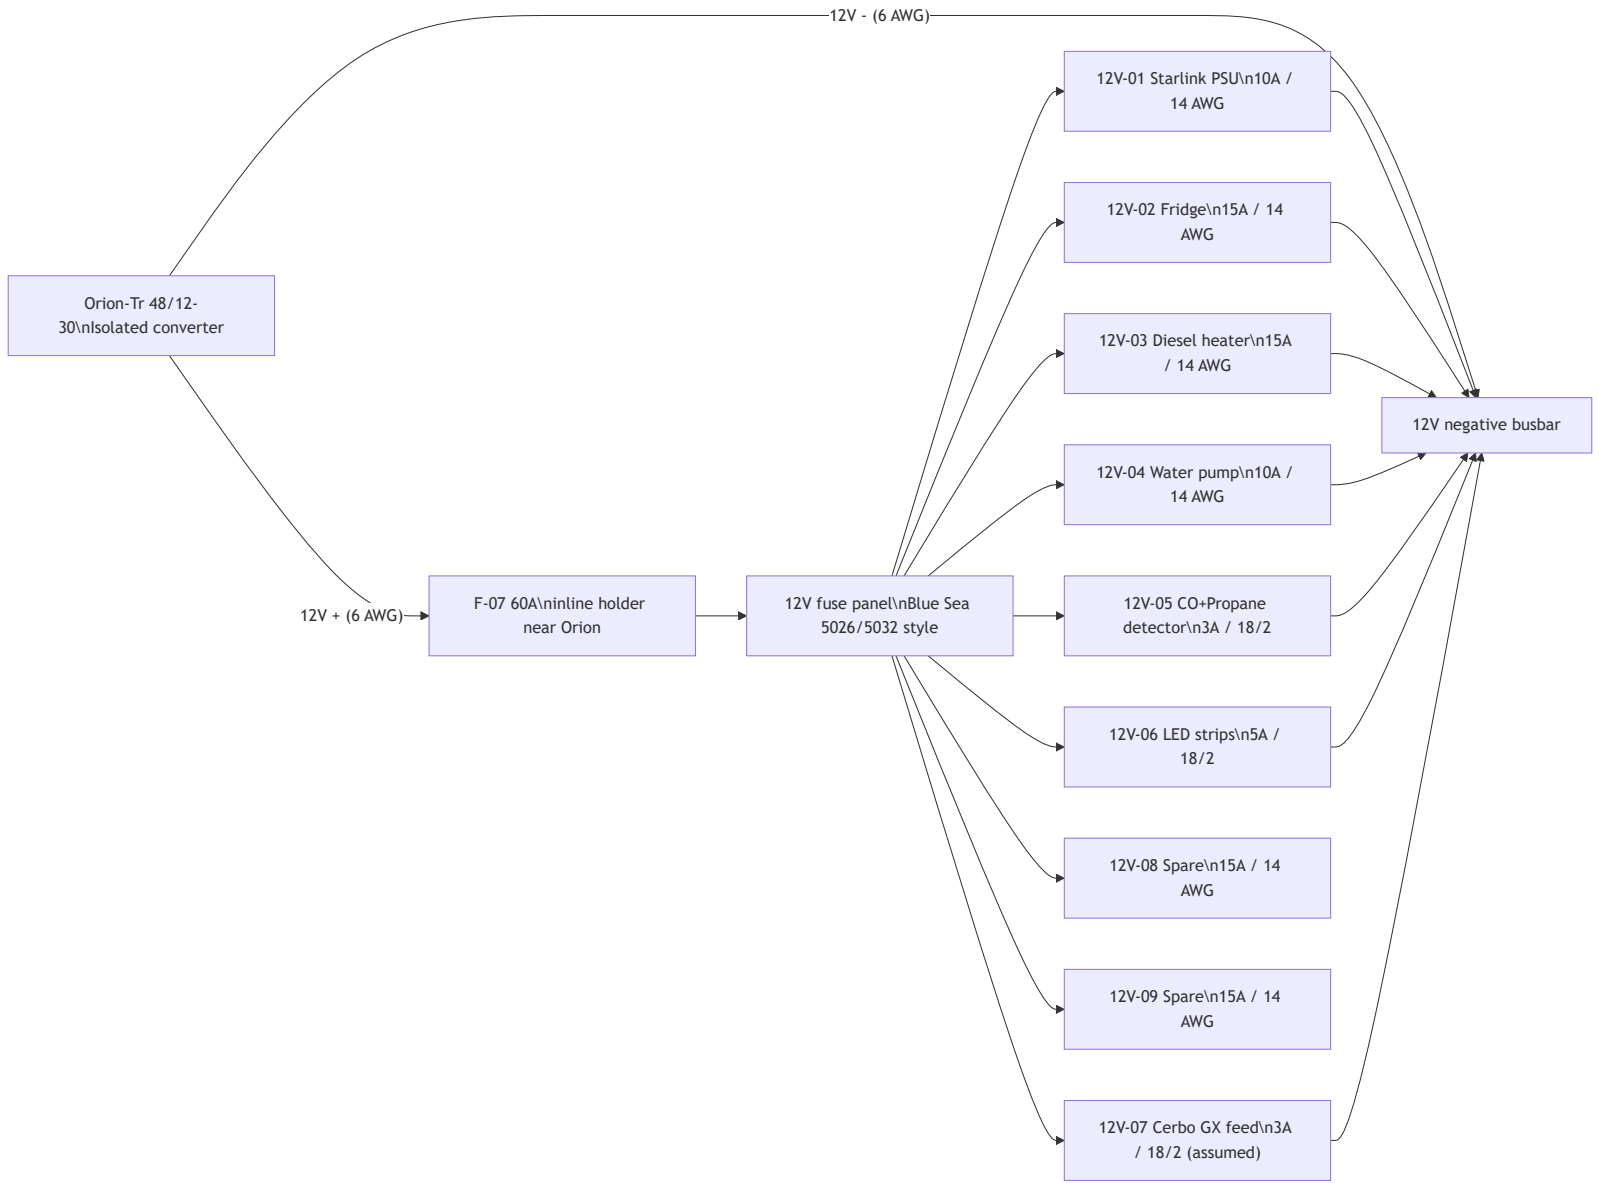 12V - (6 AWG)
12V-01 Starlink PSU\n10A /
14 AWG
12V-02 Fridge\n15A / 14
AWG
Orion-Tr 48/12-
30\nIsolated converter
12V-03 Diesel heater\n15A
/ 14 AWG
12V negative busbar
12V-04 Water pump\n10A /
14 AWG
12V + (6 AWG)
F-07 60A\ninline holder
near Orion
12V fuse panel\nBlue Sea
5026/5032 style
12V-05 CO+Propane
detector\n3A / 18/2
12V-06 LED strips\n5A /
18/2
12V-08 Spare\n15A / 14
AWG
12V-09 Spare\n15A / 14
AWG
12V-07 Cerbo GX feed\n3A
/ 18/2 (assumed)